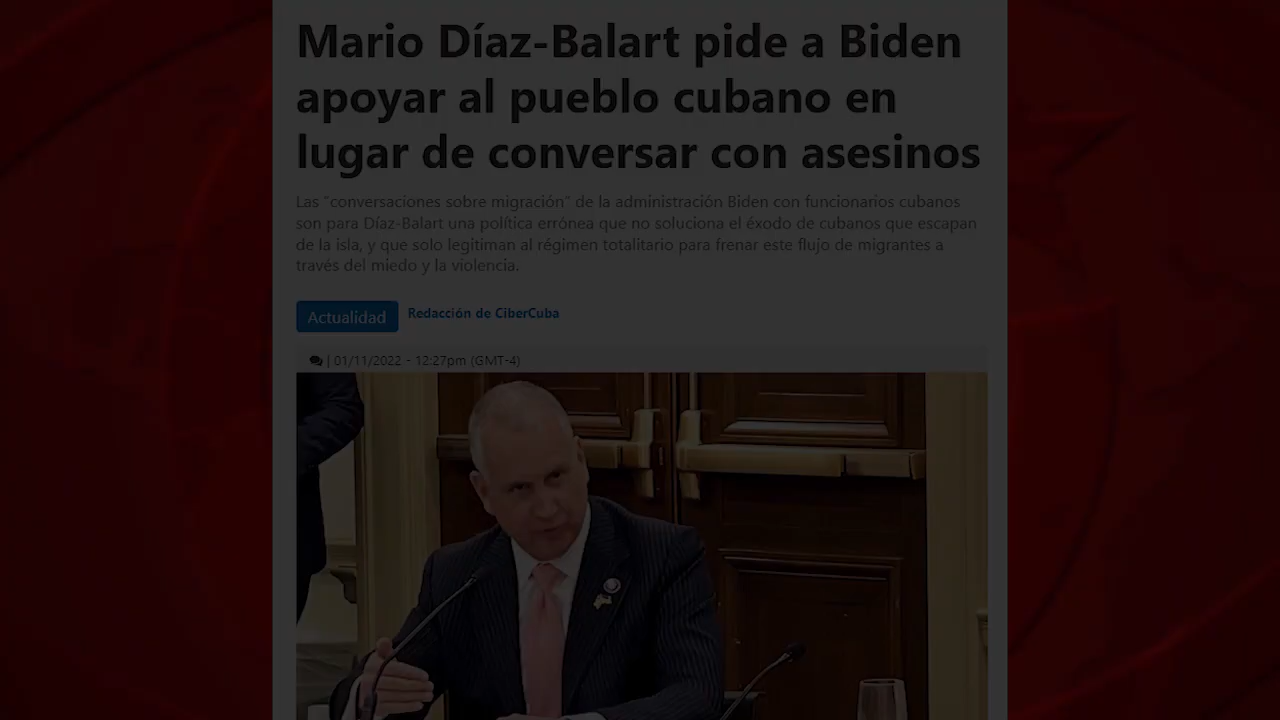 Mario Díaz-Balart pide a Biden
apoyar al pueblo cubano en
lugar de conversar con asesinos
Las "conversaciones sobre migración" de la administración Biden con funcionarios cubanos
son para Díaz-Balart una política errónea que no soluciona el éxodo de cubanos que escapan
de la isla, y que solo legitiman al régimen totalitario para frenar este flujo de migrantes a
través del miedo y la violencia.
Actualidad Redacción de CiberCuba
| 01/11/2022 - 12:27pm (GMT-4)